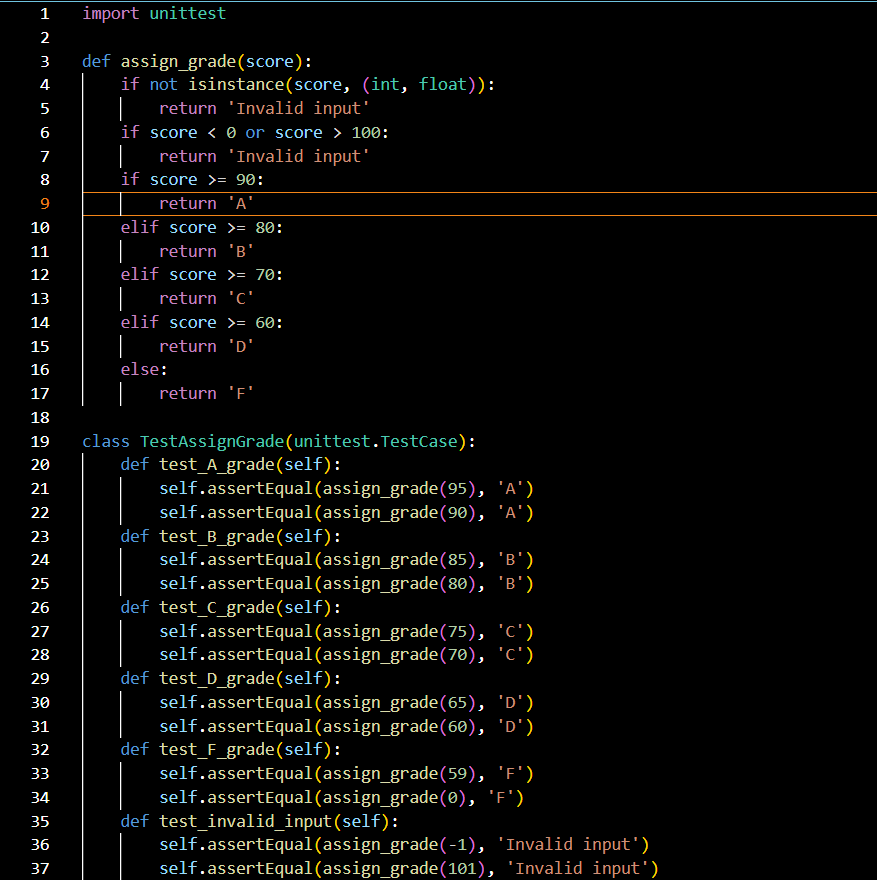 1 import unittest
2
3 def assign_grade(score):
4     if not isinstance(score, (int, float)):
5         return 'Invalid input'
6     if score < 0 or score > 100:
7         return 'Invalid input'
8     if score >= 90:
9         return 'A'
10     elif score >= 80:
11         return 'B'
12     elif score >= 70:
13         return 'C'
14     elif score >= 60:
15         return 'D'
16     else:
17         return 'F'
18
19 class TestAssignGrade(unittest.TestCase):
20     def test_A_grade(self):
21         self.assertEqual(assign_grade(95), 'A')
22         self.assertEqual(assign_grade(90), 'A')
23     def test_B_grade(self):
24         self.assertEqual(assign_grade(85), 'B')
25         self.assertEqual(assign_grade(80), 'B')
26     def test_C_grade(self):
27         self.assertEqual(assign_grade(75), 'C')
28         self.assertEqual(assign_grade(70), 'C')
29     def test_D_grade(self):
30         self.assertEqual(assign_grade(65), 'D')
31         self.assertEqual(assign_grade(60), 'D')
32     def test_F_grade(self):
33         self.assertEqual(assign_grade(59), 'F')
34         self.assertEqual(assign_grade(0), 'F')
35     def test_invalid_input(self):
36         self.assertEqual(assign_grade(-1), 'Invalid input')
37         self.assertEqual(assign_grade(101), 'Invalid input')